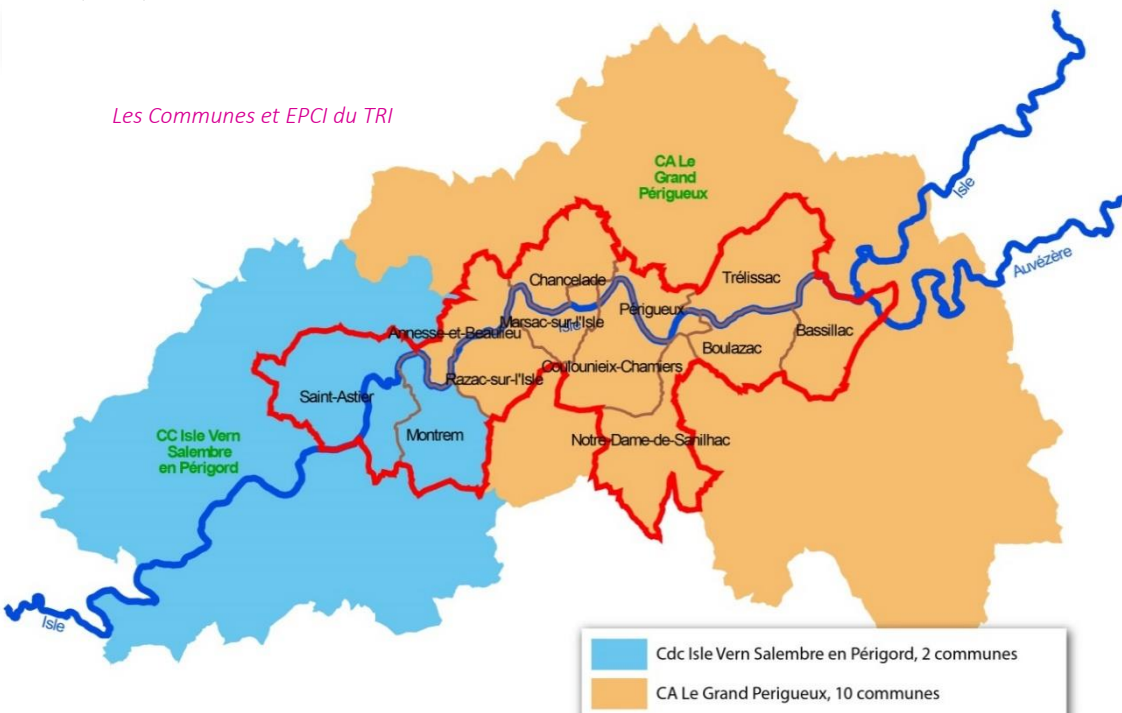 Les Communes et EPCI du TRI
CA Le
Grand
Périgueux
Isle
Auvézère
Trélissac
Chancelade
Périgueux
Marsac-sur-l'Isle
Isle
Bassillac
Annesse-et-Beaulieu
Boulazac
Coulounieix-Chamiers
Razac-sur-l'Isle
Saint-Astier
Montrem
Notre-Dame-de-Sanilhac
CC Isle Vern
Salembre
en Périgord
Isle
Cdc Isle Vern Salembre en Périgord, 2 communes
CA Le Grand Perigueux, 10 communes